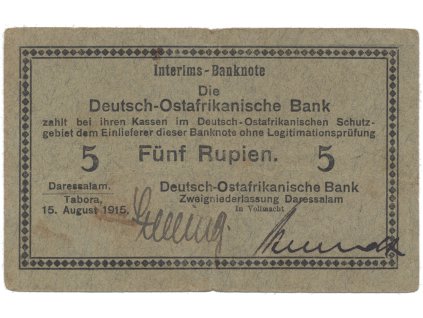 Interims-Banknote
Die
Deutsch-Ostafrikanische Bank
zahlt bei ihren Kassen im Deutsch-Ostafrikanischen Schutz-
gebiet dem Einlieferer dieser Banknote ohne Legitimationsprüfung
5 Fünf Rupien. 5
Daressalam. Deutsch-Ostafrikanische Bank
Tabora, Zweigniederlassung Daressalam
15. August 1915. In Vollmacht